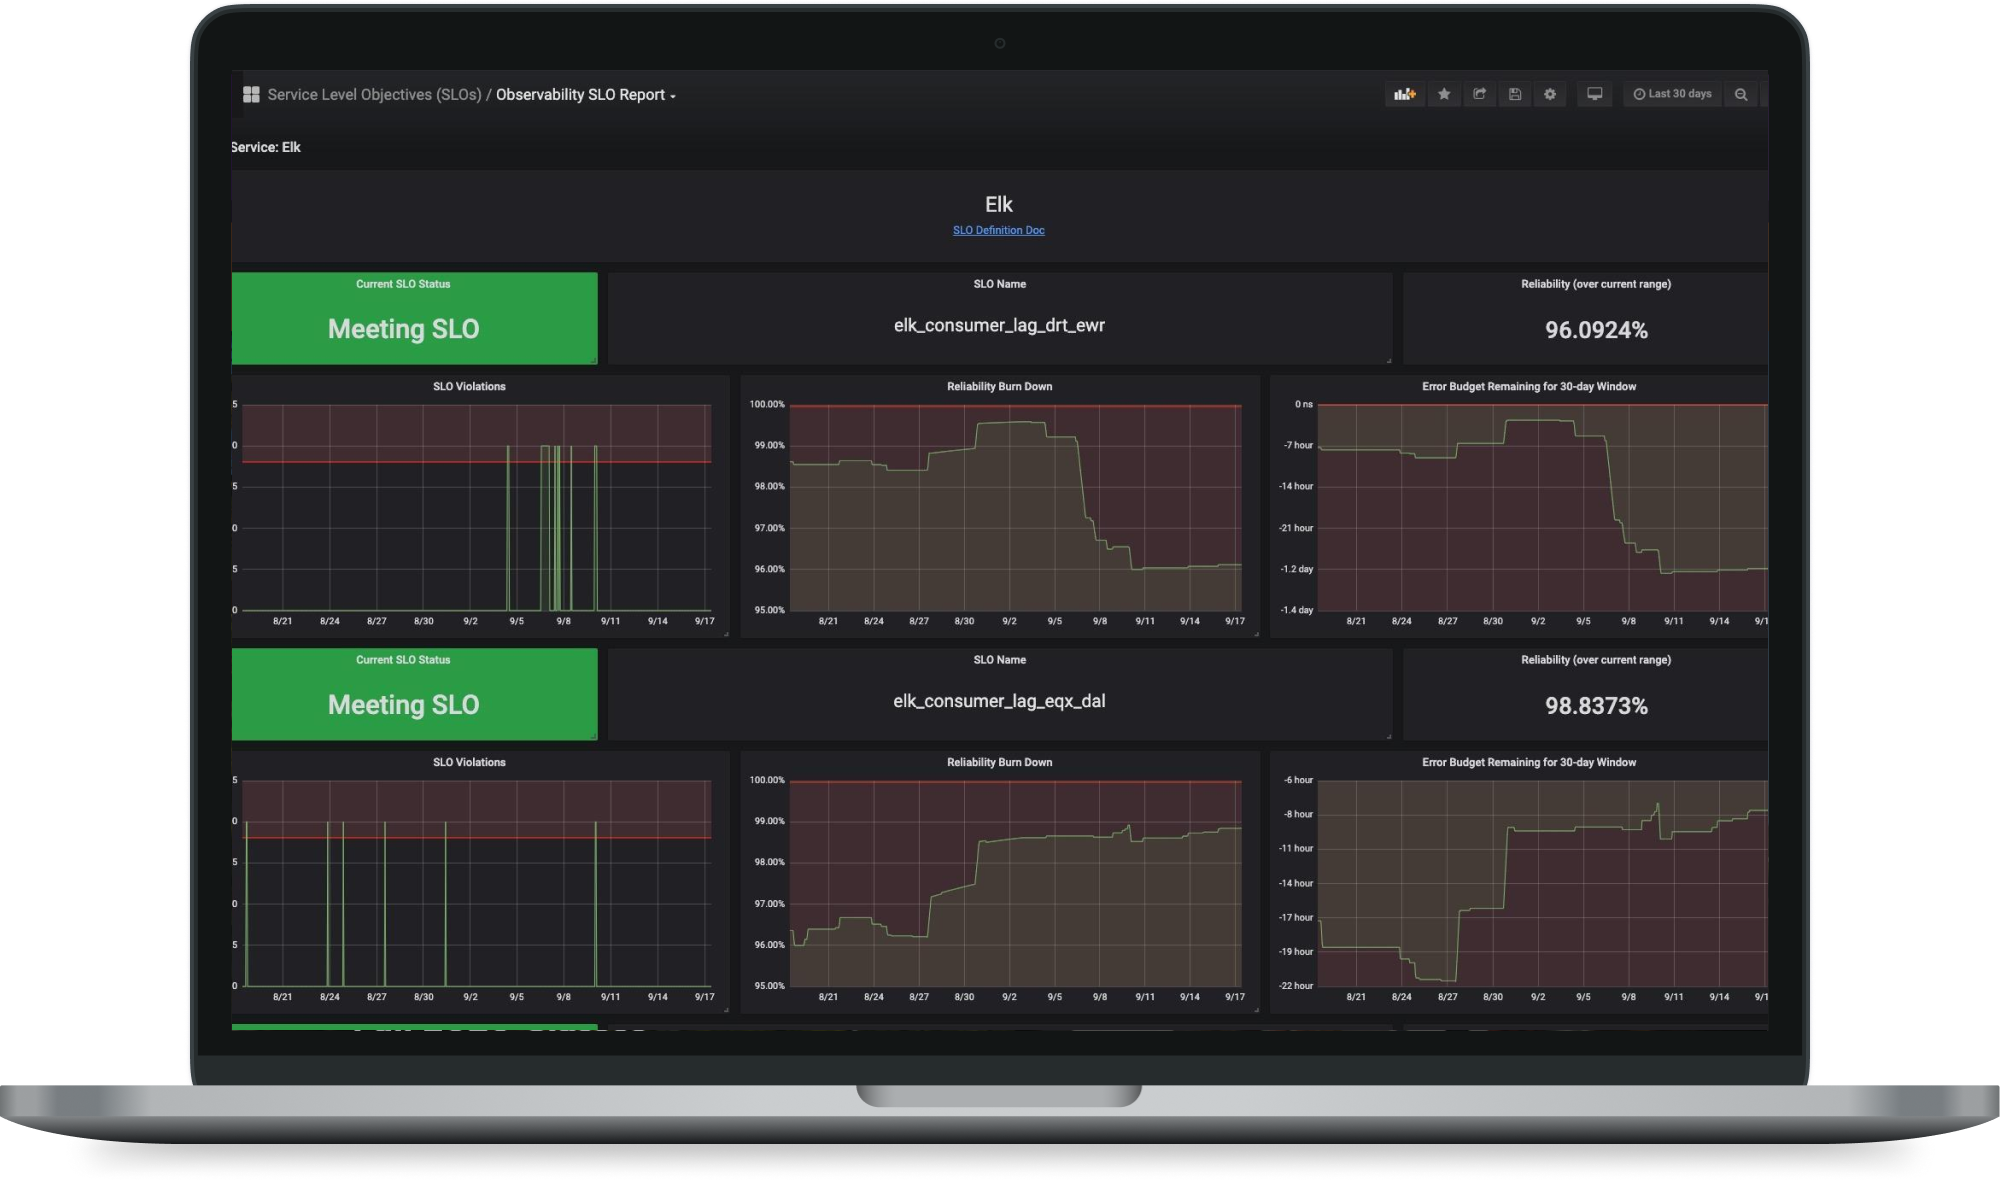 Service Level Objectives (SLOs) / Observability SLO Report
Last 30 days
Service: Elk
Elk
SLO Definition Doc
Current SLO Status
Meeting SLO
SLO Name
elk_consumer_lag_drt_ewr
Reliability (over current range)
96.0924%
SLO Violations
5
0
5
0
5
0
8/21 8/24 8/27 8/30 9/2 9/5 9/8 9/11 9/14 9/17
Reliability Burn Down
100.00%
99.00%
98.00%
97.00%
96.00%
95.00%
8/21 8/24 8/27 8/30 9/2 9/5 9/8 9/11 9/14 9/17
Error Budget Remaining for 30-day Window
0 ns
-7 hour
-14 hour
-21 hour
-1.2 day
-1.4 day
8/21 8/24 8/27 8/30 9/2 9/5 9/8 9/11 9/14 9/1
Current SLO Status
Meeting SLO
SLO Name
elk_consumer_lag_eqx_dal
Reliability (over current range)
98.8373%
SLO Violations
5
0
5
0
5
0
8/21 8/24 8/27 8/30 9/2 9/5 9/8 9/11 9/14 9/17
Reliability Burn Down
100.00%
99.00%
98.00%
97.00%
96.00%
95.00%
8/21 8/24 8/27 8/30 9/2 9/5 9/8 9/11 9/14 9/17
Error Budget Remaining for 30-day Window
-6 hour
-8 hour
-11 hour
-14 hour
-17 hour
-19 hour
-22 hour
8/21 8/24 8/27 8/30 9/2 9/5 9/8 9/11 9/14 9/1